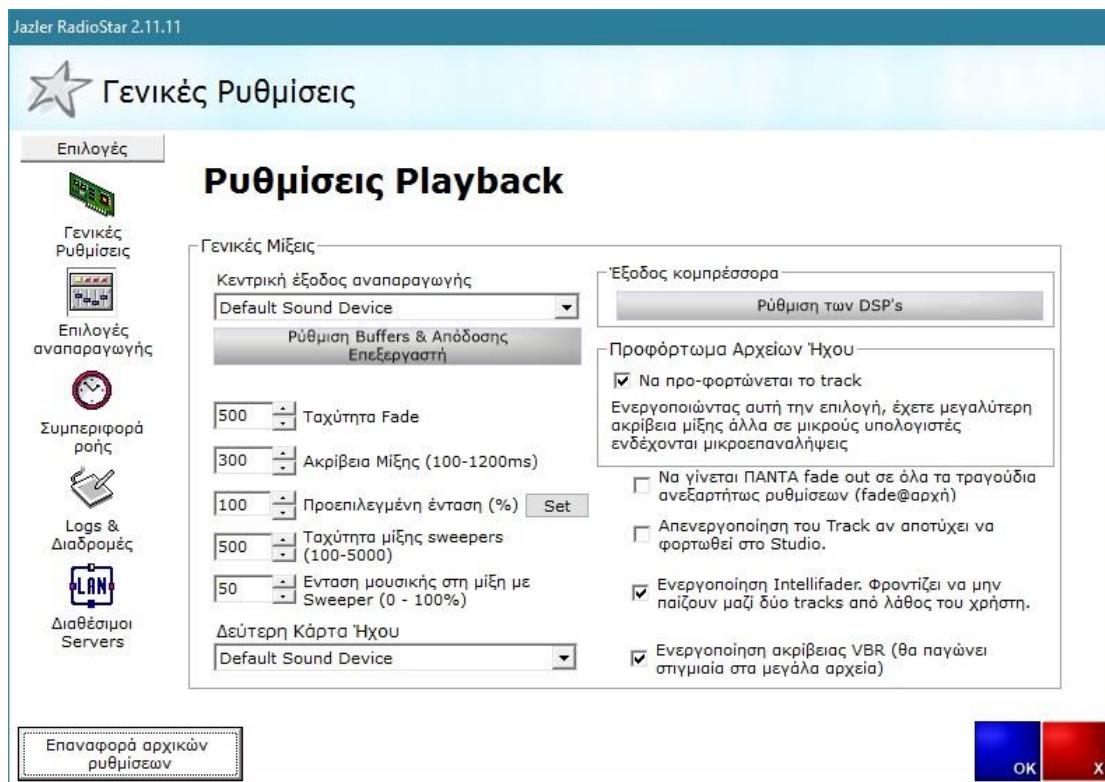 Jazler RadioStar 2.11.11
Γενικές Ρυθμίσεις
Επιλογές
Γενικές
Ρυθμίσεις
Επιλογές
αναπαραγωγής
Συμπεριφορά
ροής
Logs &
Διαδρομές
LAN
Διαθέσιμοι
Servers
Ρυθμίσεις Playback
Γενικές Μίξεις
Κεντρική έξοδος αναπαραγωγής
Default Sound Device
Ρύθμιση Buffers & Απόδοσης
Επεξεργαστή
500 Ταχύτητα Fade
300 Ακρίβεια Μίξης (100-1200ms)
100 Προεπιλεγμένη ένταση (%) Set
500 Ταχύτητα μίξης sweepers
(100-5000)
50 Ενταση μουσικής στη μίξη με
Sweeper (0 - 100%)
Δεύτερη Κάρτα Ήχου
Default Sound Device
Έξοδος κομπρέσσορα
Ρύθμιση των DSP's
Προφόρτωμα Αρχείων Ήχου
Να προ-φορτώνεται το track
Ενεργοποιώντας αυτή την επιλογή, έχετε μεγαλύτερη
ακρίβεια μίξης άλλα σε μικρούς υπολογιστές
ενδέχονται μικροεπαναλήψεις
Να γίνεται ΠΑΝΤΑ fade out σε όλα τα τραγούδια
ανεξαρτήτως ρυθμίσεων (fade@αρχή)
Απενεργοποίηση του Track αν αποτύχει να
φορτωθεί στο Studio.
Ενεργοποίηση Intellifader. Φροντίζει να μην
παίζουν μαζί δύο tracks από λάθος του χρήστη.
Ενεργοποίηση ακρίβειας VBR (θα παγώνει
στιγμιαία στα μεγάλα αρχεία)
Επαναφορά αρχικών
ρυθμίσεων
OK
X